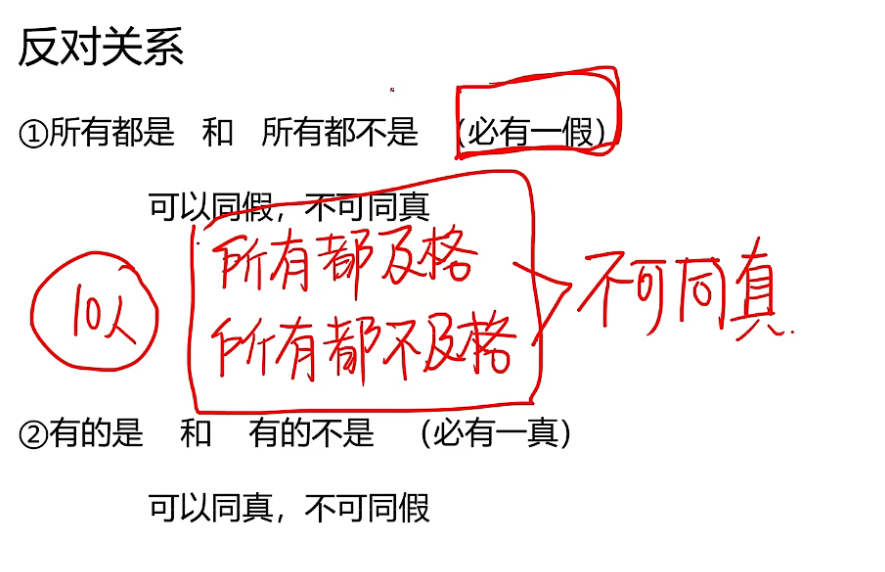 反对关系
①所有都是 和 所有都不是 (必有一假)
可以同假，不可同真
所有都及格
10人
不可同真
所有都不及格
②有的是 和 有的不是 (必有一真)
可以同真，不可同假